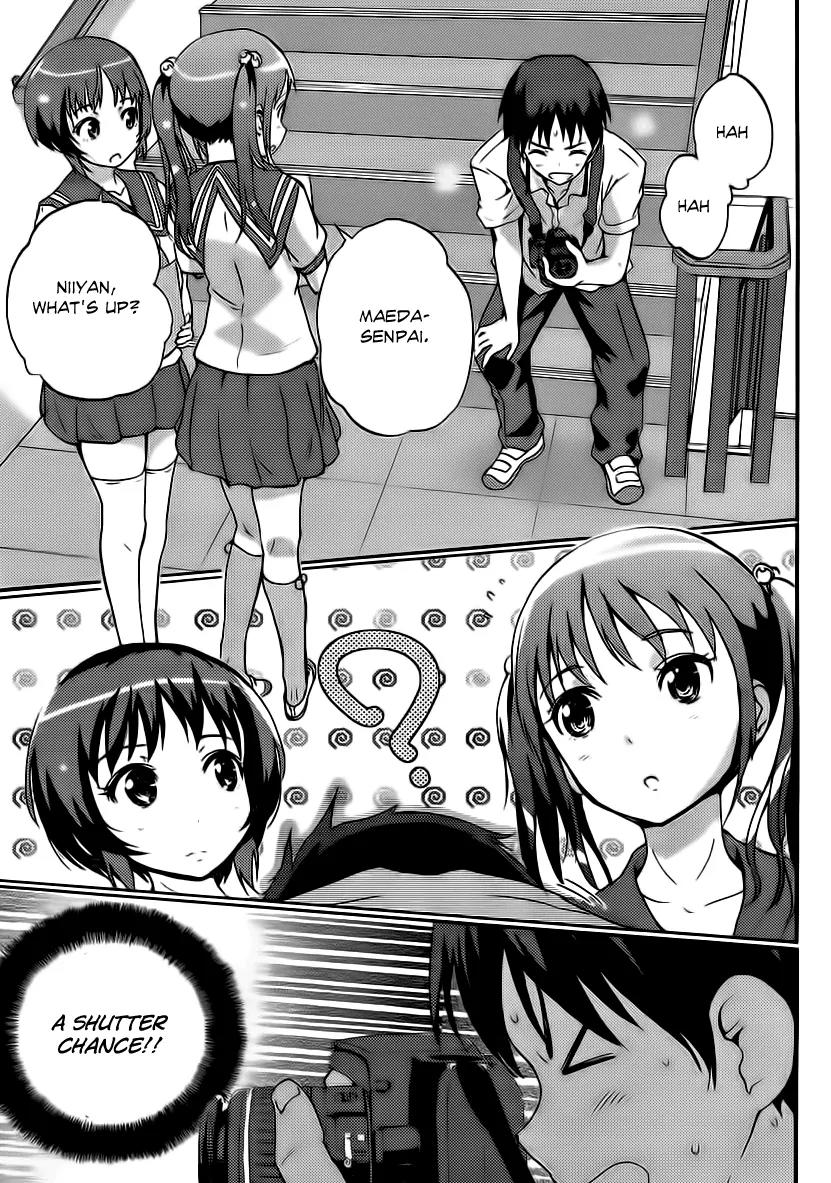 HAH
HAH
MAEDA-
SENPAI.
NIIYAN,
WHAT'S UP?
A SHUTTER
CHANCE!!